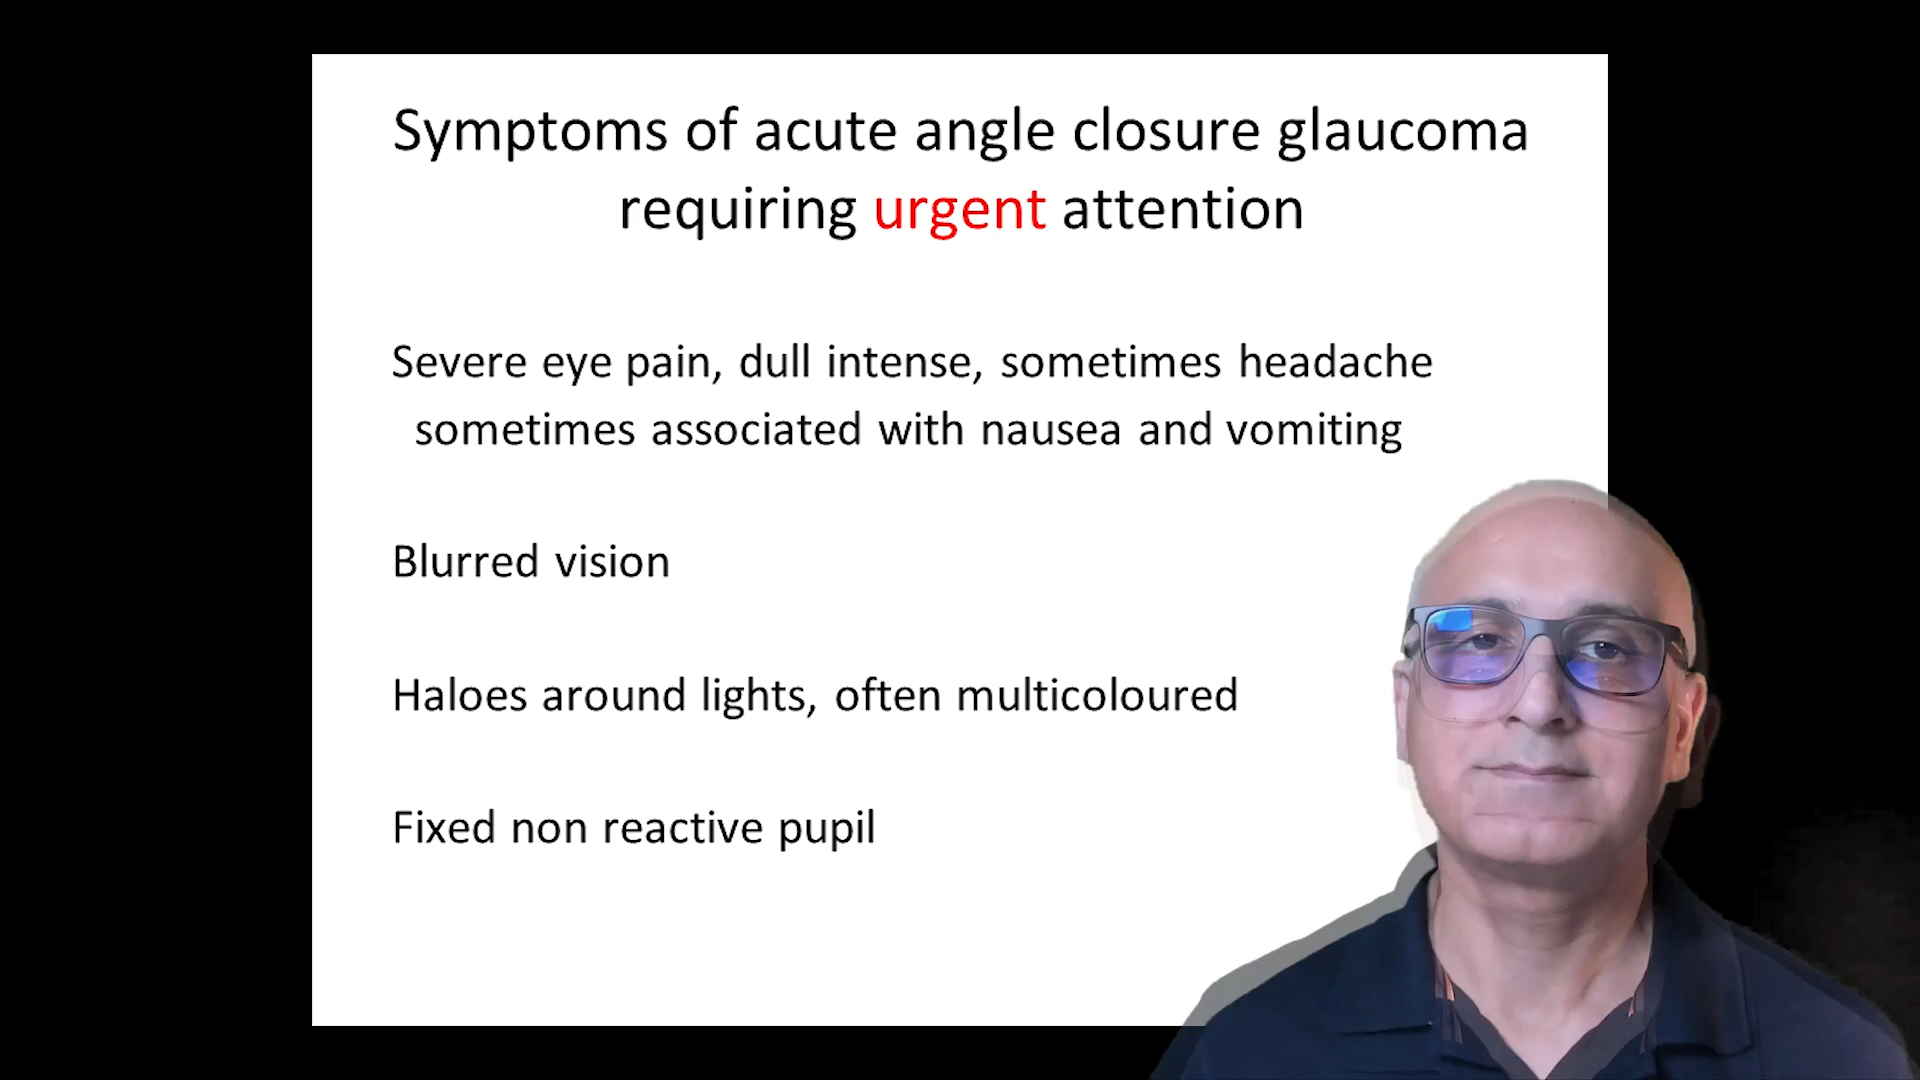 Symptoms of acute angle closure glaucoma
requiring urgent attention
Severe eye pain, dull intense, sometimes headache
sometimes associated with nausea and vomiting
Blurred vision
Haloes around lights, often multicoloured
Fixed non reactive pupil